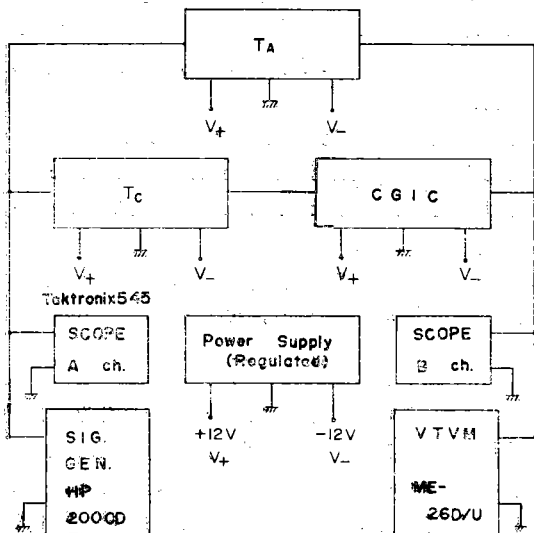 TA
V+ V-
TC CGIC
V+ V- V+ V-
Tektronix545
SCOPE
A ch.
Power Supply
(Regulated)
SCOPE
B ch.
+12V -12V
V+ V-
SIG.
GEN.
HP
200CD
VTVM
ME-
26D/U